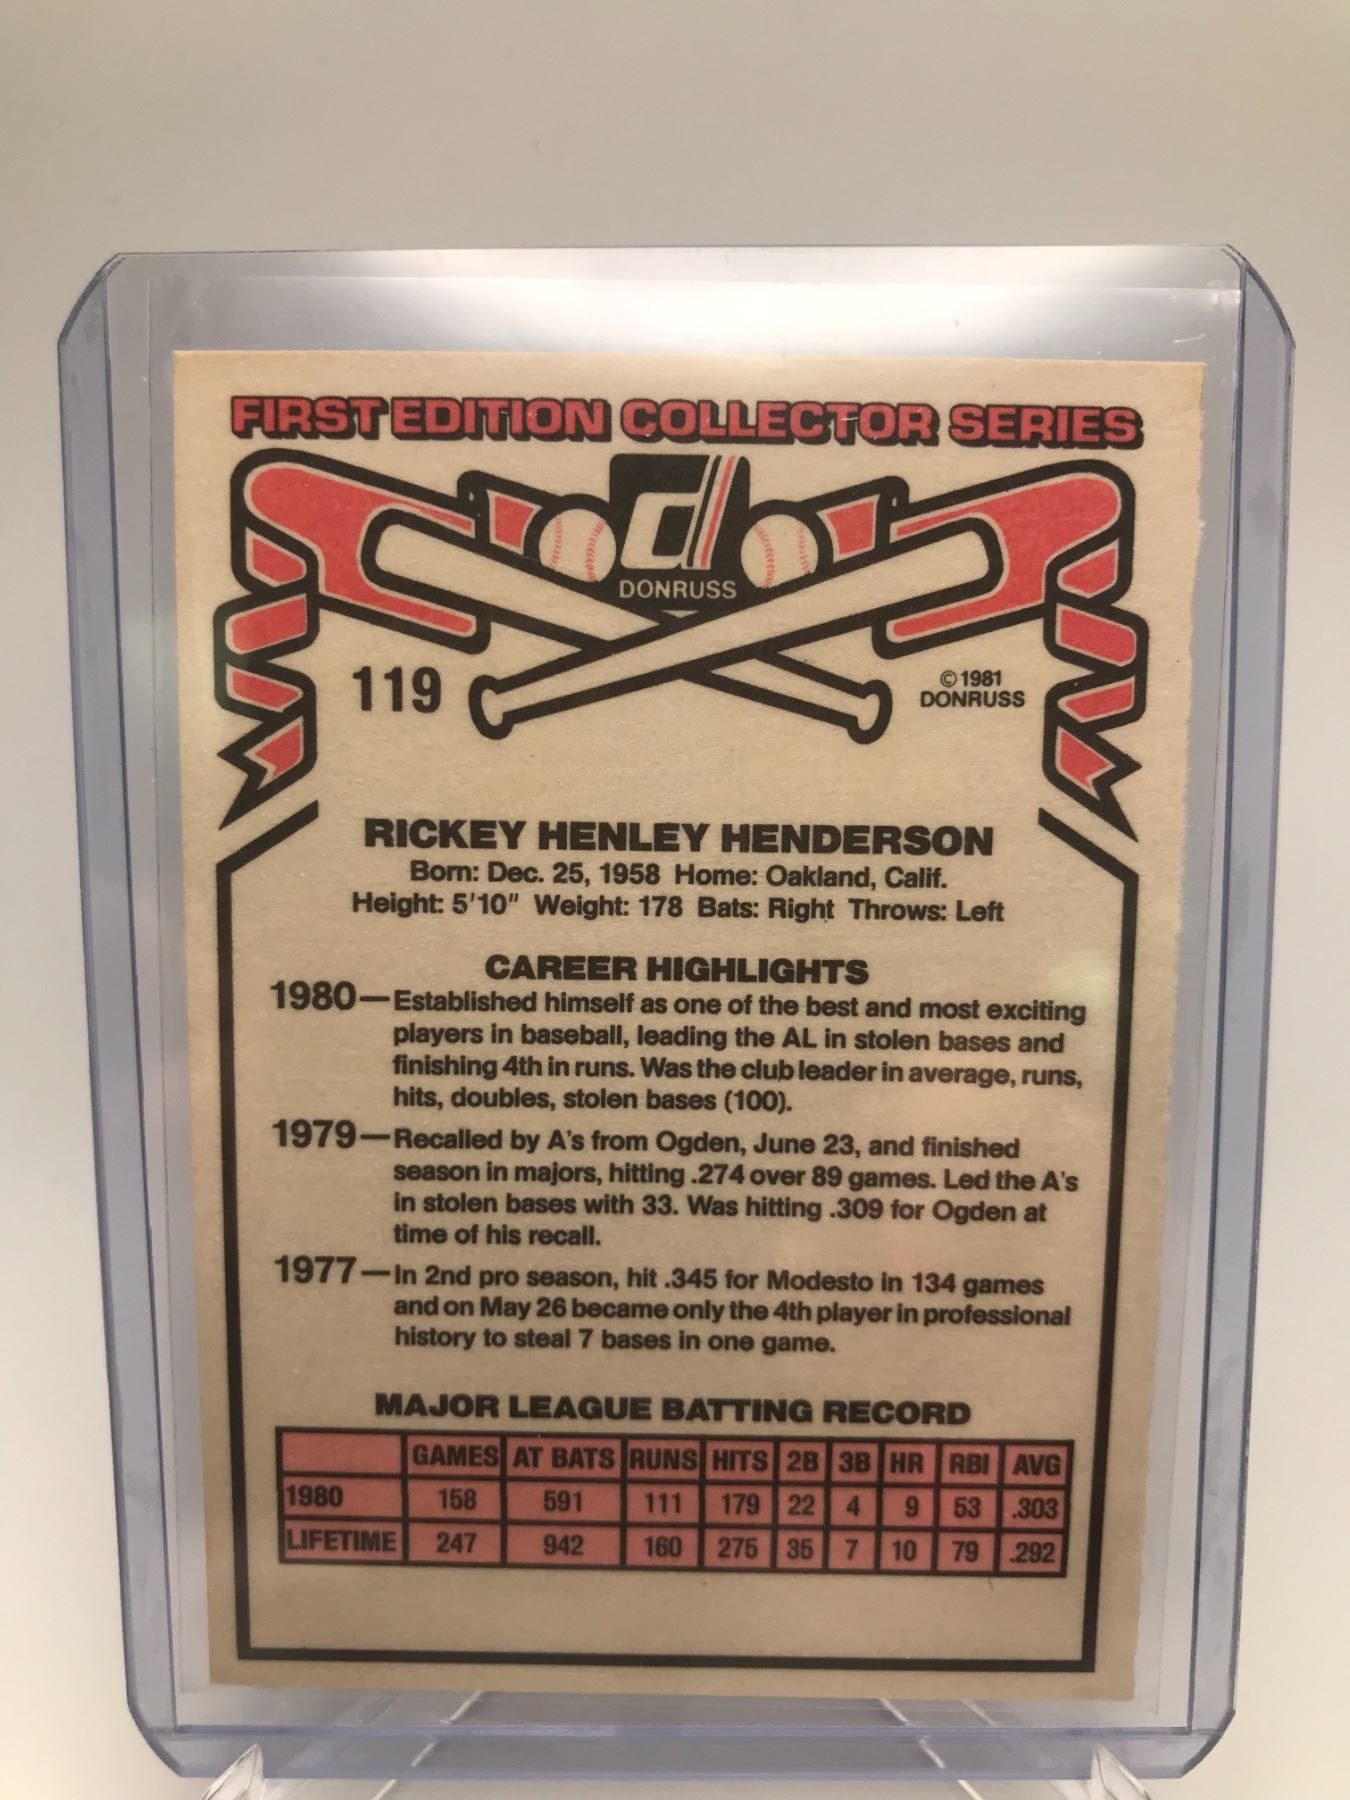 FIRST EDITION COLLECTOR SERIES
DONRUSS
119
© 1981
DONRUSS
RICKEY HENLEY HENDERSON
Born: Dec. 25, 1958 Home: Oakland, Calif.
Height: 5'10" Weight: 178 Bats: Right Throws: Left
CAREER HIGHLIGHTS
1980—Established himself as one of the best and most exciting
players in baseball, leading the AL in stolen bases and
finishing 4th in runs. Was the club leader in average, runs,
hits, doubles, stolen bases (100).
1979—Recalled by A's from Ogden, June 23, and finished
season in majors, hitting .274 over 89 games. Led the A's
in stolen bases with 33. Was hitting .309 for Ogden at
time of his recall.
1977—In 2nd pro season, hit .345 for Modesto in 134 games
and on May 26 became only the 4th player in professional
history to steal 7 bases in one game.
MAJOR LEAGUE BATTING RECORD
GAMES AT BATS RUNS HITS 2B 3B HR RBI AVG
1980 158 591 111 179 22 4 9 53 .303
LIFETIME 247 942 160 275 35 7 10 79 .292